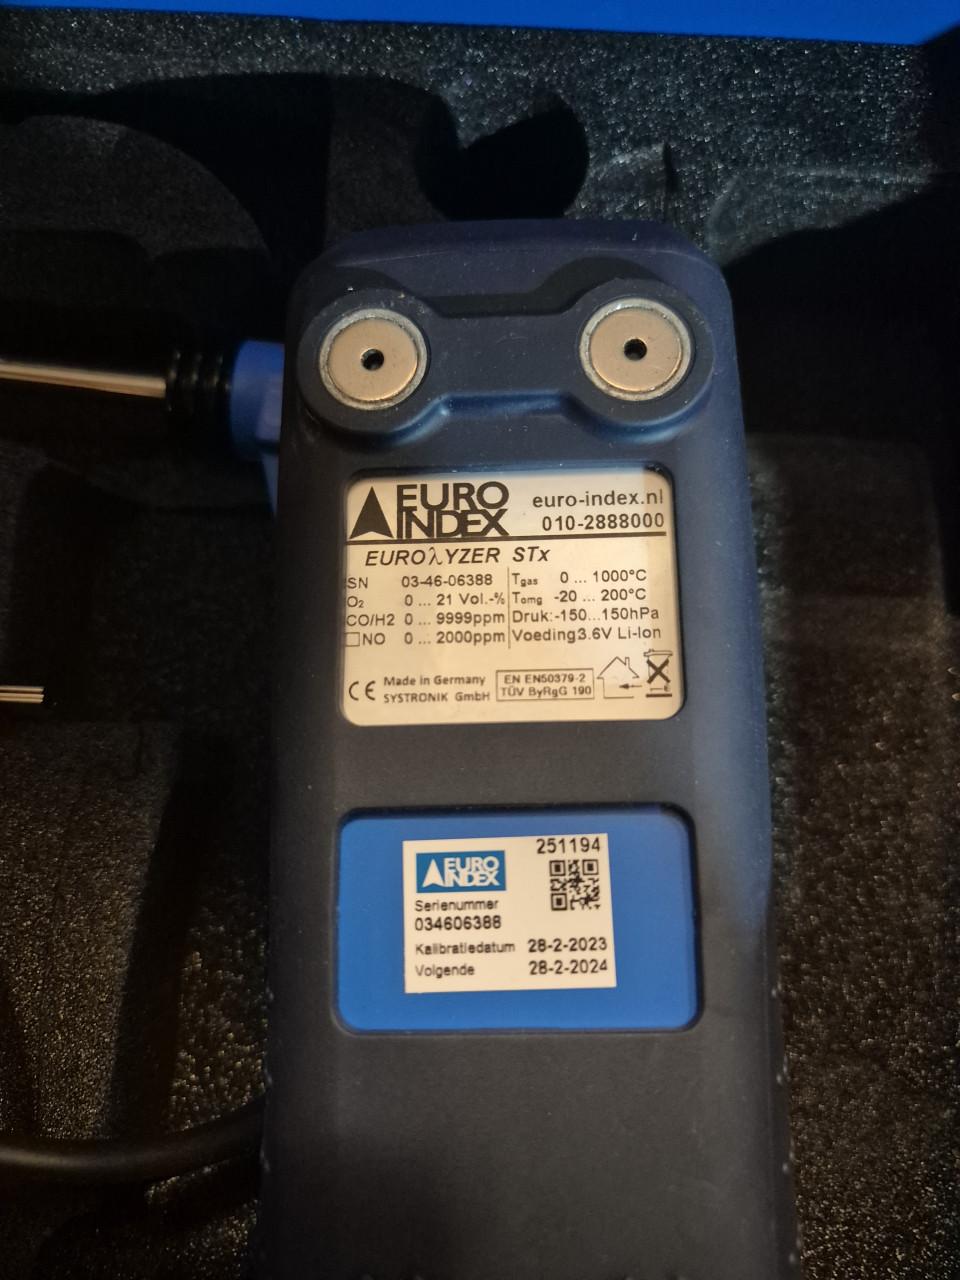 EURO INDEX
euro-index.nl
010-2888000
EUROλYZER STx
SN 03-46-06388
O₂ 0 ... 21 Vol.-%
CO/H2 0 ... 9999ppm
□NO 0 ... 2000ppm
Tgas 0 ... 1000°C
Tomg -20 ... 200°C
Druk:-150...150hPa
Voeding3.6V Li-Ion
CE
Made in Germany
SYSTRONIK GmbH
EN EN50379-2
TÜV ByRgG 190
EURO INDEX
251194
Serienummer
034606388
Kalibratiedatum 28-2-2023
Volgende 28-2-2024